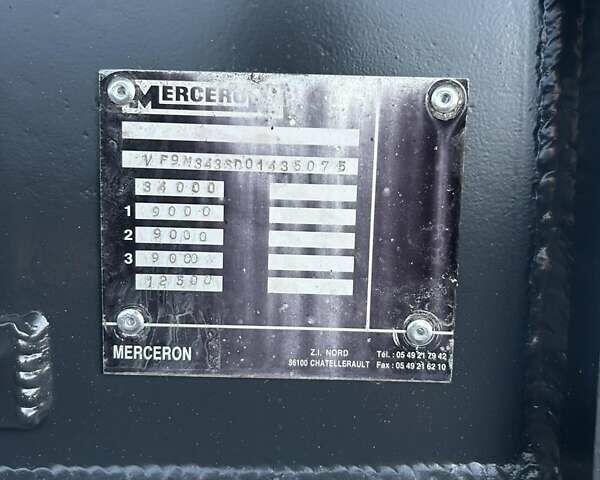 MERCERON
VF9N343SD01435075
34000
1 9000
2 9000
3 9000
12500
MERCERON
Z.I. NORD
86100 CHATELLERAULT
Tél. : 05 49 21 79 42
Fax : 05 49 21 62 10